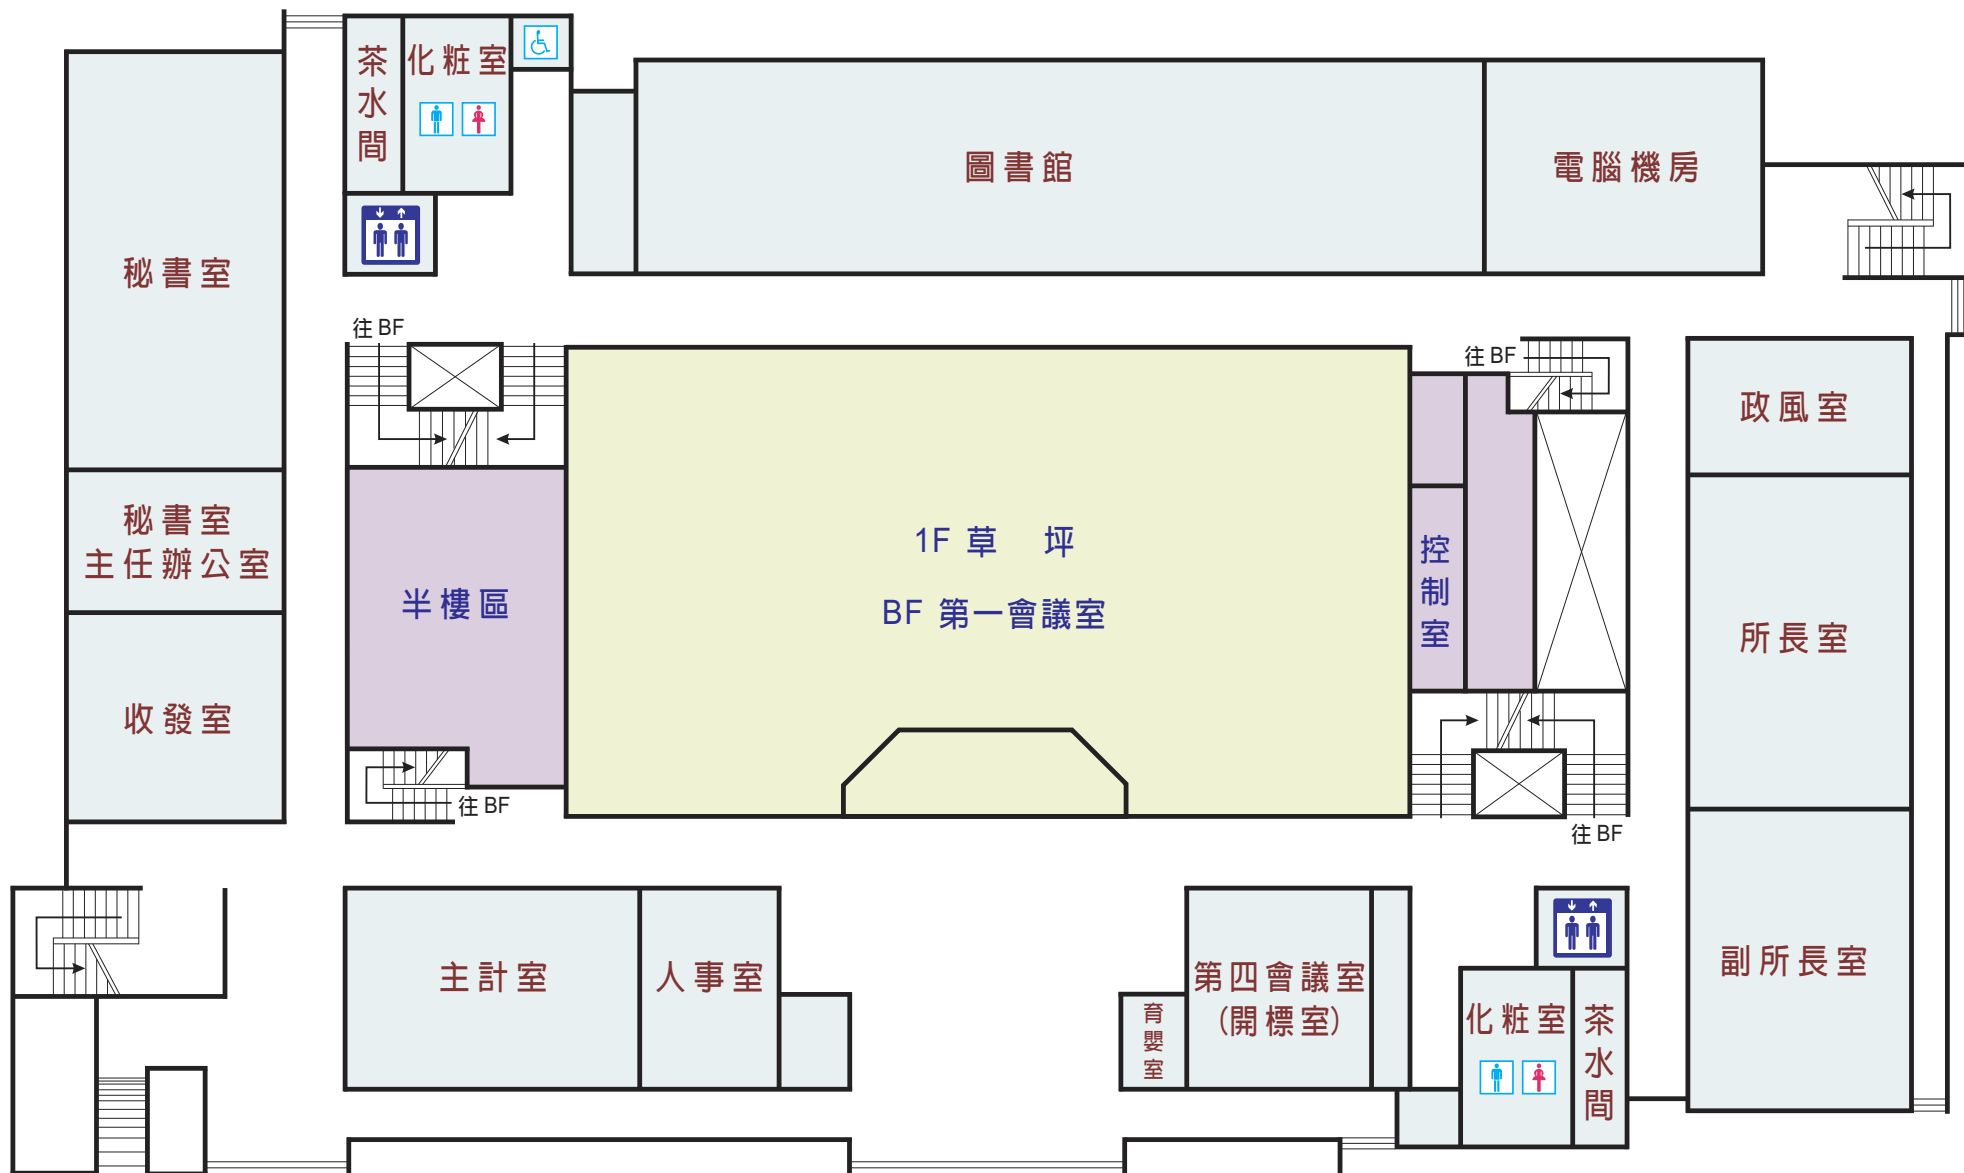 茶水間
化粧室
圖書館
電腦機房
秘書室
往 BF
往 BF
政風室
秘書室
主任辦公室
1F 草 坪
BF 第一會議室
控制室
半樓區
所長室
收發室
往 BF
往 BF
主計室
人事室
第四會議室
(開標室)
育嬰室
化粧室
茶水間
副所長室